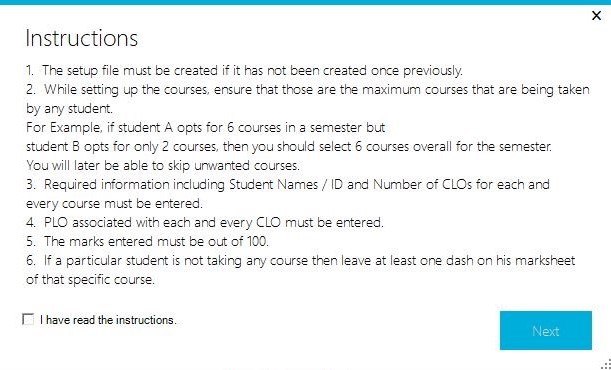 Instructions
1. The setup file must be created if it has not been created once previously.
2. While setting up the courses, ensure that those are the maximum courses that are being taken
by any student.
For Example, if student A opts for 6 courses in a semester but
student B opts for only 2 courses, then you should select 6 courses overall for the semester.
You will later be able to skip unwanted courses.
3. Required information including Student Names / ID and Number of CLOs for each and
every course must be entered.
4. PLO associated with each and every CLO must be entered.
5. The marks entered must be out of 100.
6. If a particular student is not taking any course then leave at least one dash on his marksheet
of that specific course.
I have read the instructions.
Next